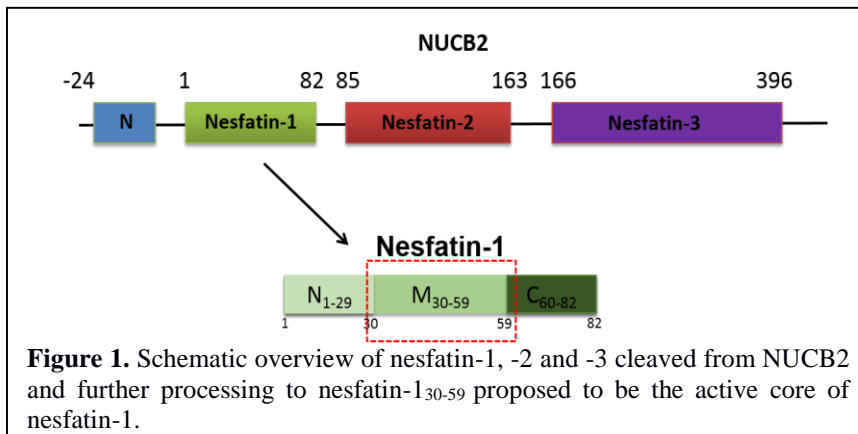 NUCB2
-24 1 82 85 163 166 396
N Nesfatin-1 Nesfatin-2 Nesfatin-3
Nesfatin-1
N1-29 M30-59 C60-82
1 30 59 82
Figure 1. Schematic overview of nesfatin-1, -2 and -3 cleaved from NUCB2
and further processing to nesfatin-130-59 proposed to be the active core of
nesfatin-1.